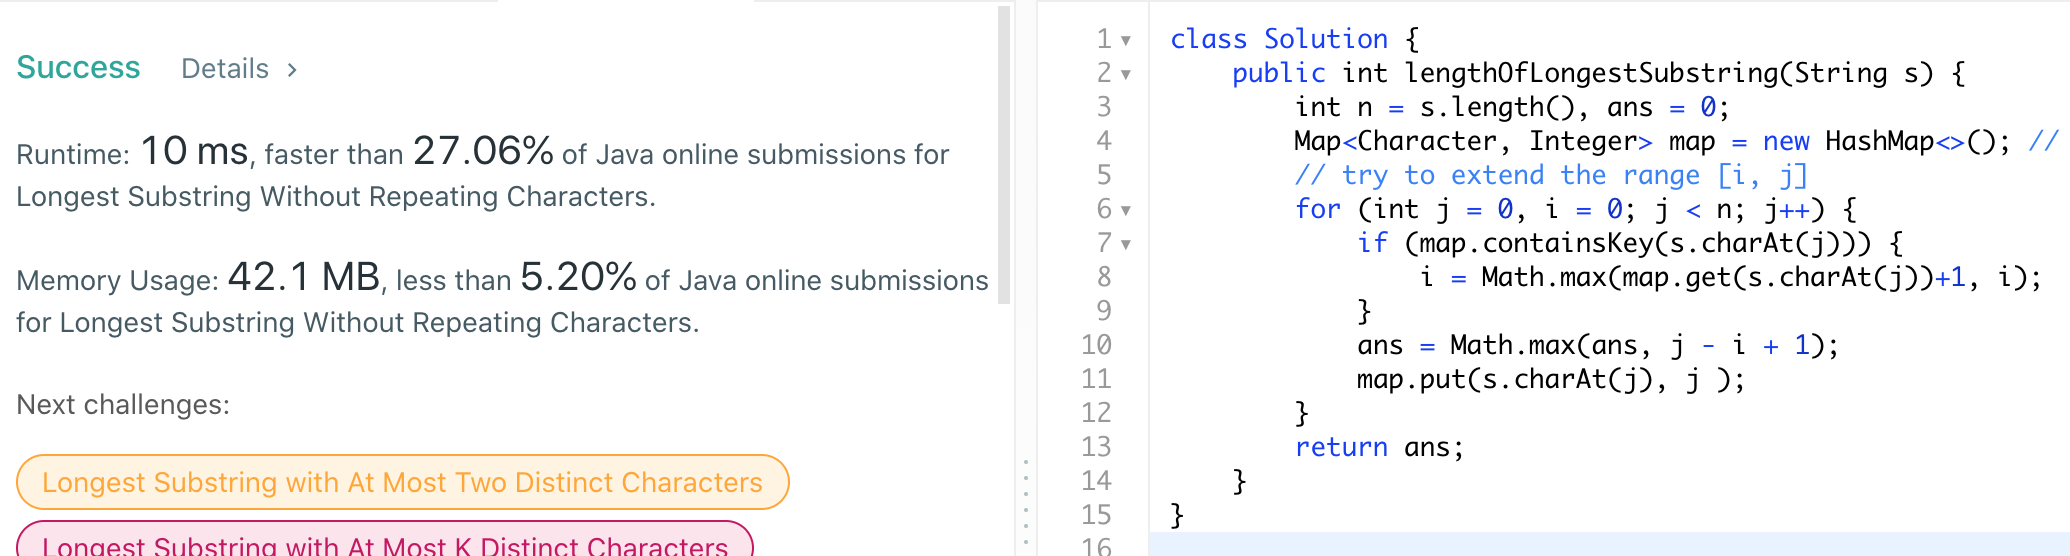 Success Details >
Runtime: 10 ms, faster than 27.06% of Java online submissions for
Longest Substring Without Repeating Characters.
Memory Usage: 42.1 MB, less than 5.20% of Java online submissions
for Longest Substring Without Repeating Characters.
Next challenges:
Longest Substring with At Most Two Distinct Characters
Longest Substring with At Most K Distinct Characters
1 class Solution {
2     public int lengthOfLongestSubstring(String s) {
3         int n = s.length(), ans = 0;
4         Map<Character, Integer> map = new HashMap<>(); //
5         // try to extend the range [i, j]
6         for (int j = 0, i = 0; j < n; j++) {
7             if (map.containsKey(s.charAt(j))) {
8                 i = Math.max(map.get(s.charAt(j))+1, i);
9             }
10             ans = Math.max(ans, j - i + 1);
11             map.put(s.charAt(j), j );
12         }
13         return ans;
14     }
15 }
16